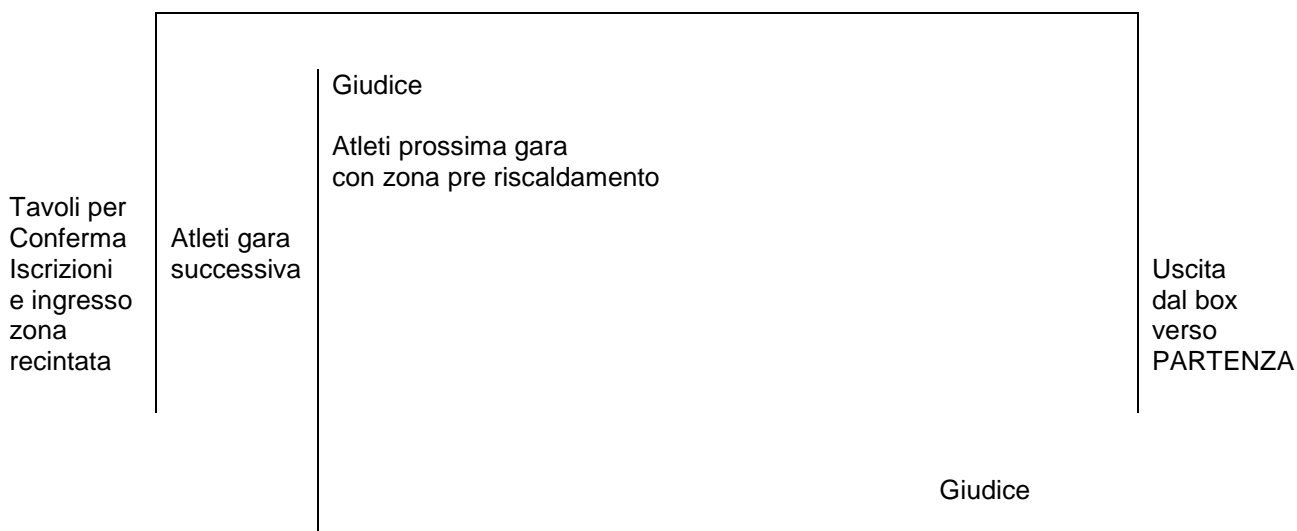 Giudice
Atleti prossima gara
con zona pre riscaldamento
Tavoli per
Conferma
Iscrizioni
e ingresso
zona
recintata
Atleti gara
successiva
Uscita
dal box
verso
PARTENZA
Giudice